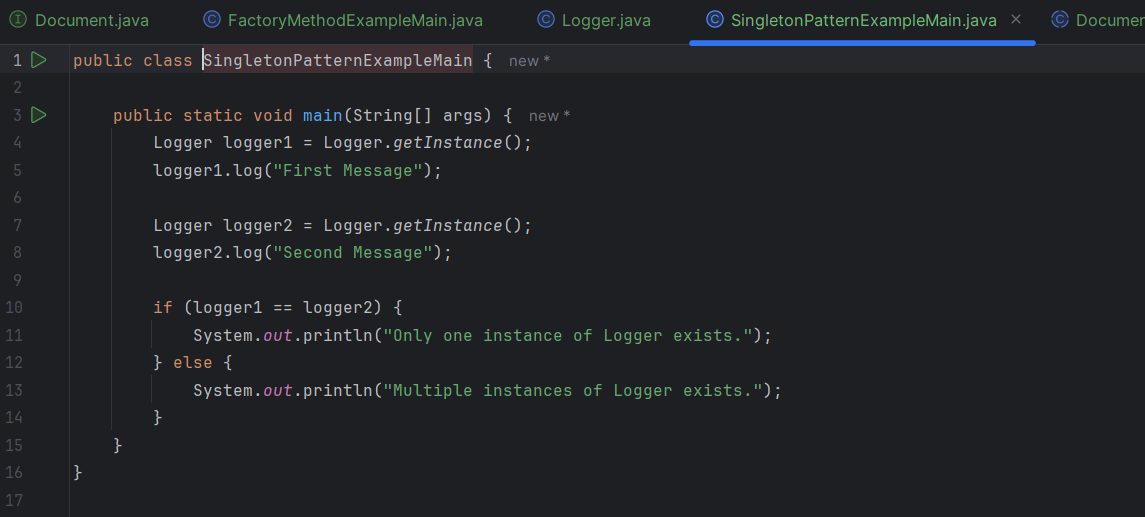 Document.java FactoryMethodExampleMain.java Logger.java SingletonPatternExampleMain.java × Documen
1 public class SingletonPatternExampleMain { new *
2
3 public static void main(String[] args) { new *
4 Logger logger1 = Logger.getInstance();
5 logger1.log("First Message");
6
7 Logger logger2 = Logger.getInstance();
8 logger2.log("Second Message");
9
10 if (logger1 == logger2) {
11 System.out.println("Only one instance of Logger exists.");
12 } else {
13 System.out.println("Multiple instances of Logger exists.");
14 }
15 }
16 }
17